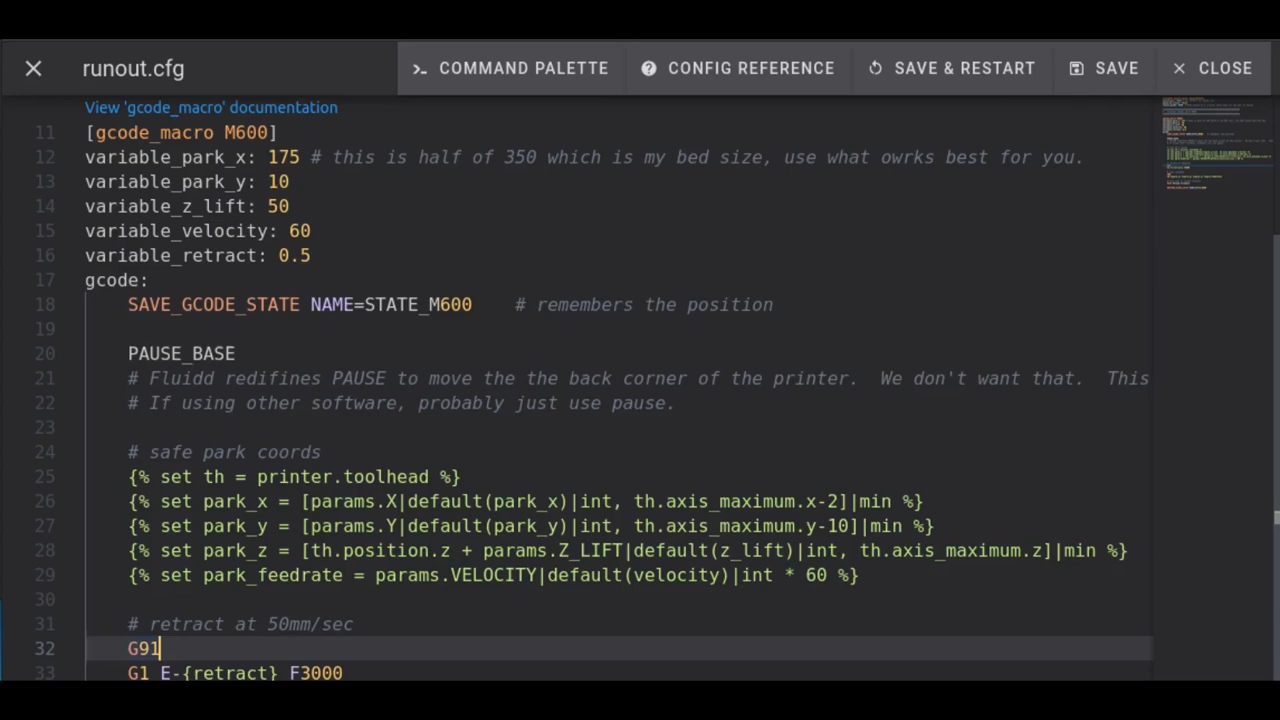 runout.cfg
COMMAND PALETTE
CONFIG REFERENCE
SAVE & RESTART
SAVE
CLOSE
View 'gcode_macro' documentation
11 [gcode_macro M600]
12 variable_park_x: 175 # this is half of 350 which is my bed size, use what owrks best for you.
13 variable_park_y: 10
14 variable_z_lift: 50
15 variable_velocity: 60
16 variable_retract: 0.5
17 gcode:
18 SAVE_GCODE_STATE NAME=STATE_M600 # remembers the position
19
20 PAUSE_BASE
21 # Fluidd redifines PAUSE to move the the back corner of the printer. We don't want that. This
22 # If using other software, probably just use pause.
23
24 # safe park coords
25 {% set th = printer.toolhead %}
26 {% set park_x = [params.X|default(park_x)|int, th.axis_maximum.x-2]|min %}
27 {% set park_y = [params.Y|default(park_y)|int, th.axis_maximum.y-10]|min %}
28 {% set park_z = [th.position.z + params.Z_LIFT|default(z_lift)|int, th.axis_maximum.z]|min %}
29 {% set park_feedrate = params.VELOCITY|default(velocity)|int * 60 %}
30
31 # retract at 50mm/sec
32 G91
33 G1 E-{retract} F3000